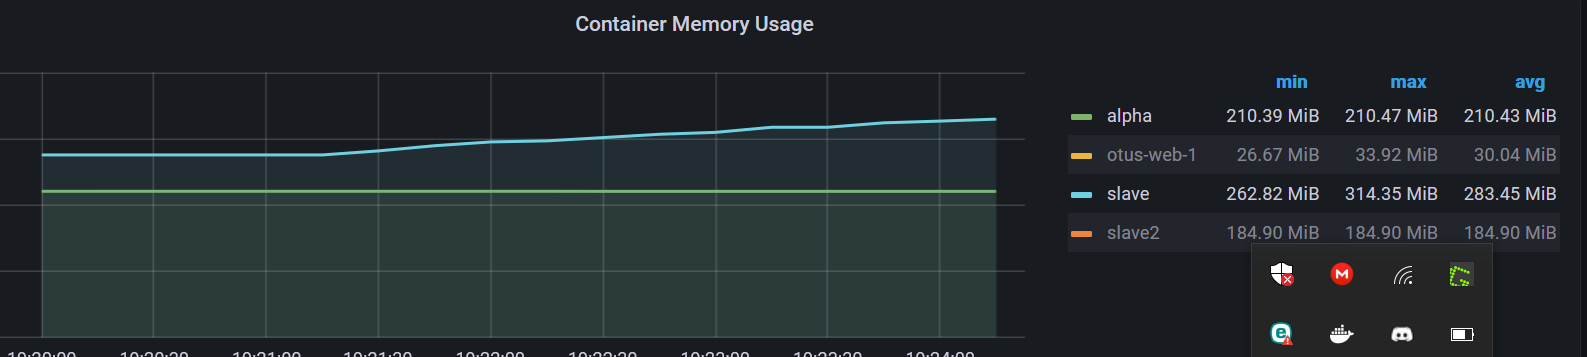 Container Memory Usage
min max avg
alpha 210.39 MiB 210.47 MiB 210.43 MiB
otus-web-1 26.67 MiB 33.92 MiB 30.04 MiB
slave 262.82 MiB 314.35 MiB 283.45 MiB
slave2 184.90 MiB 184.90 MiB 184.90 MiB
M
e